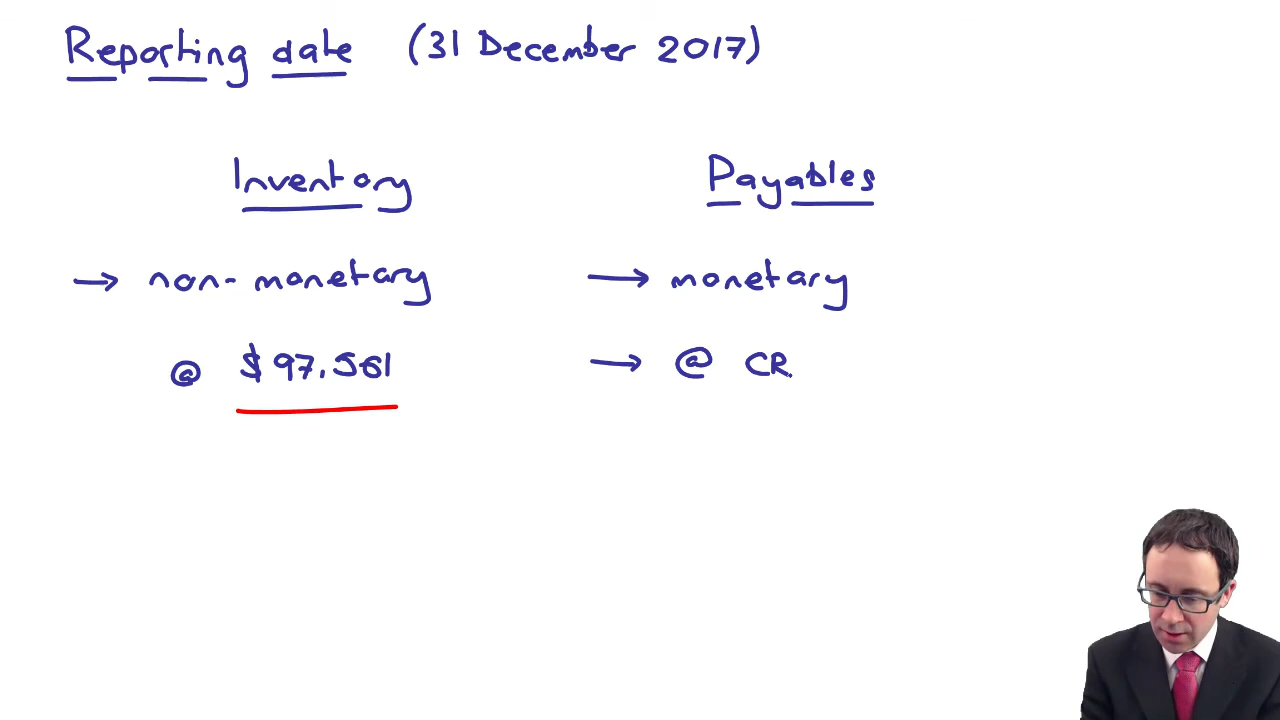 Reporting date (31 December 2017)
Inventory Payables
→ non-monetary → monetary
@ $97,561 → @ CR